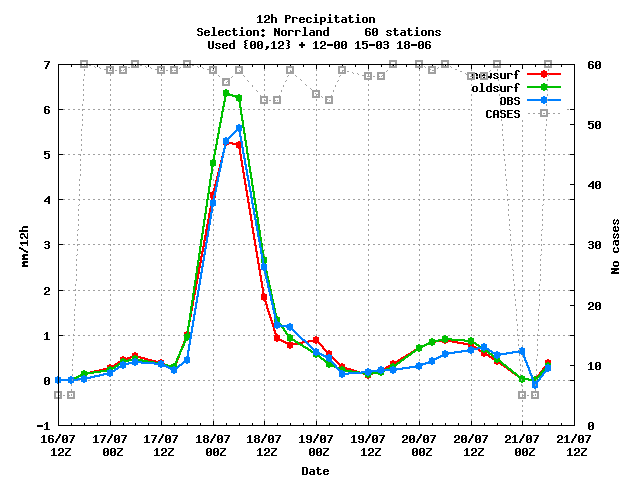 12h Precipitation
Selection: Norrland 60 stations
Used {00,12} + 12-00 15-03 18-06
newsurf
oldsurf
OBS
CASES
mm/12h
7
6
5
4
3
2
1
0
-1
No cases
60
50
40
30
20
10
0
16/07 17/07 17/07 18/07 18/07 19/07 19/07 20/07 20/07 21/07 21/07
12Z 00Z 12Z 00Z 12Z 00Z 12Z 00Z 12Z 00Z 12Z
Date